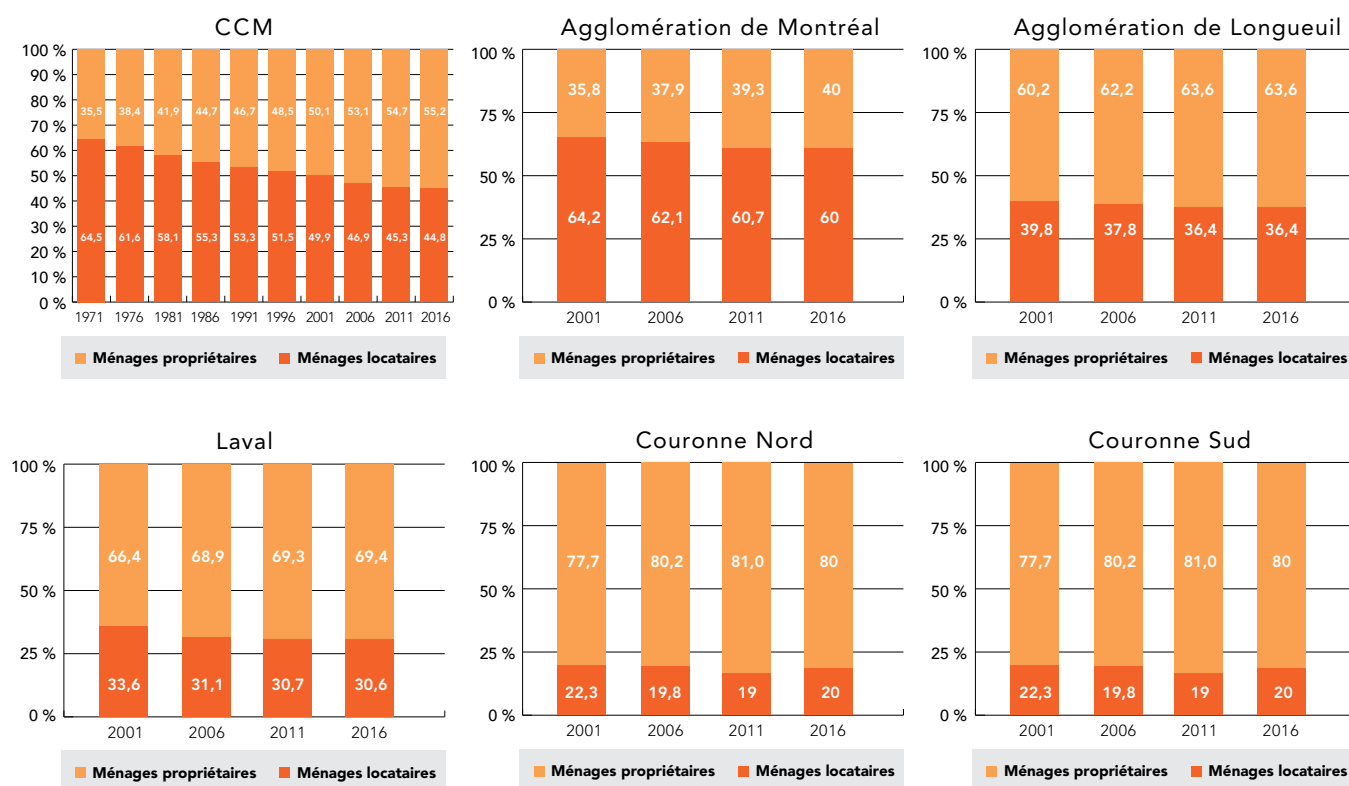 CCM
100 %
90 %
80 %
70 %
60 %
50 %
40 %
30 %
20 %
10 %
0 %
35,5 38,4 41,9 44,7 46,7 48,5 50,1 53,1 54,7 55,2
64,5 61,6 58,1 55,3 53,3 51,5 49,9 46,9 45,3 44,8
1971 1976 1981 1986 1991 1996 2001 2006 2011 2016
Ménages propriétaires Ménages locataires
Agglomération de Montréal
100 %
75 %
50 %
25 %
0 %
35,8 37,9 39,3 40
64,2 62,1 60,7 60
2001 2006 2011 2016
Ménages propriétaires Ménages locataires
Agglomération de Longueuil
100 %
75 %
50 %
25 %
0 %
60,2 62,2 63,6 63,6
39,8 37,8 36,4 36,4
2001 2006 2011 2016
Ménages propriétaires Ménages locataires
Laval
100 %
75 %
50 %
25 %
0 %
66,4 68,9 69,3 69,4
33,6 31,1 30,7 30,6
2001 2006 2011 2016
Ménages propriétaires Ménages locataires
Couronne Nord
100 %
75 %
50 %
25 %
0 %
77,7 80,2 81,0 80
22,3 19,8 19 20
2001 2006 2011 2016
Ménages propriétaires Ménages locataires
Couronne Sud
100 %
75 %
50 %
25 %
0 %
77,7 80,2 81,0 80
22,3 19,8 19 20
2001 2006 2011 2016
Ménages propriétaires Ménages locataires